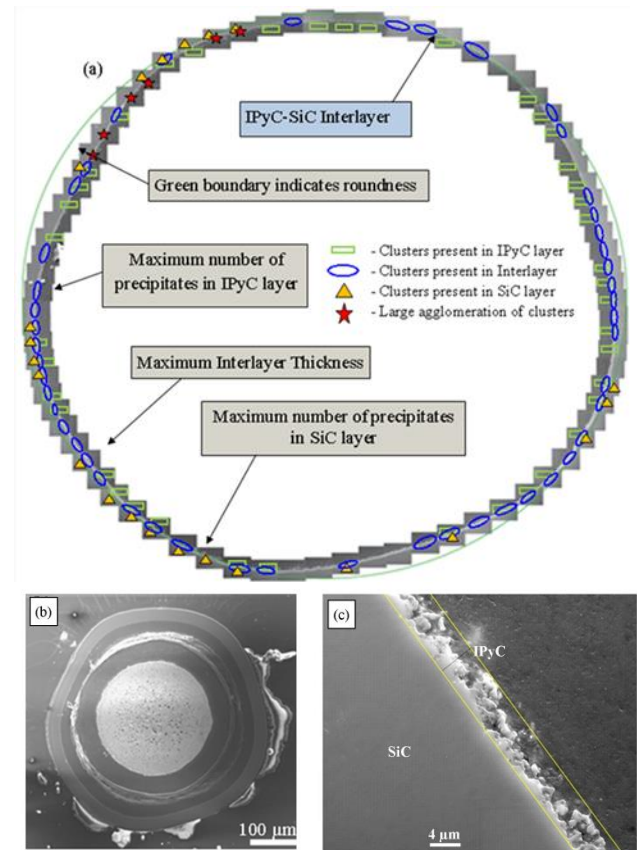 (a)
IPyC-SiC Interlayer
Green boundary indicates roundness
Maximum number of
precipitates in IPyC layer
- Clusters present in IPyC layer
- Clusters present in Interlayer
- Clusters present in SiC layer
- Large agglomeration of clusters
Maximum Interlayer Thickness
Maximum number of precipitates
in SiC layer
(b)
100 µm
(c)
IPyC
SiC
4 µm